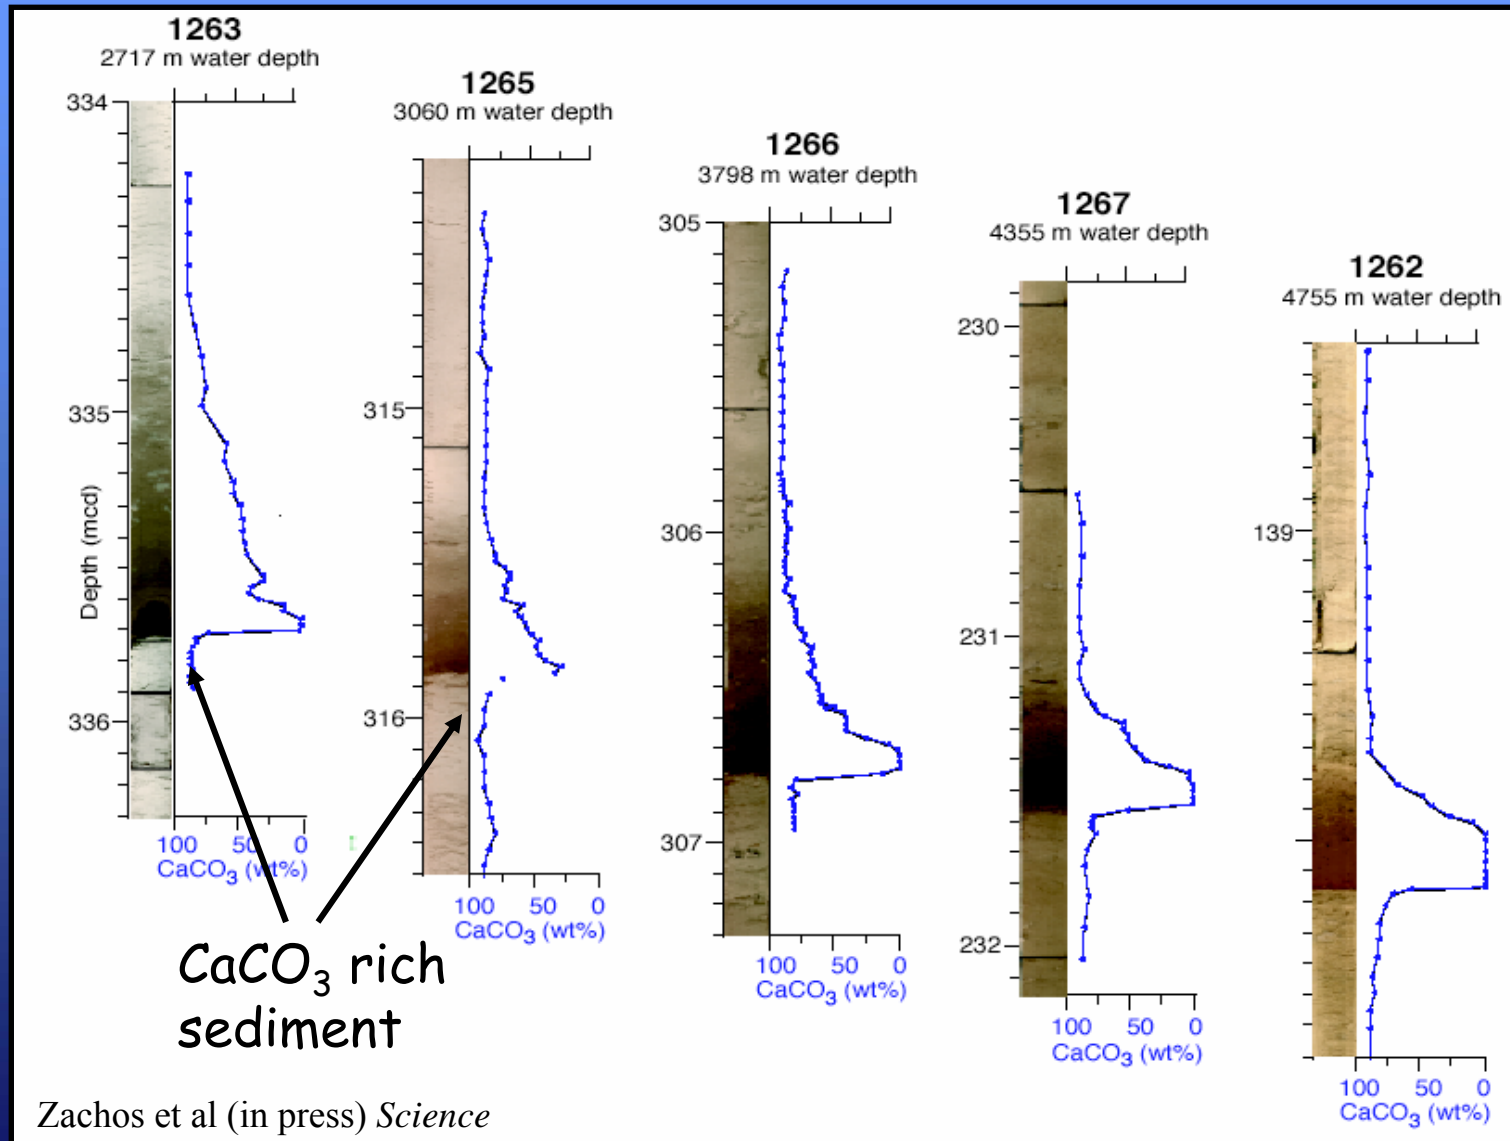 1263
2717 m water depth
334
335
336
Depth (mcd)
100 50 0
CaCO3 (wt%)
1265
3060 m water depth
315
316
100 50 0
CaCO3 (wt%)
1266
3798 m water depth
305
306
307
100 50 0
CaCO3 (wt%)
1267
4355 m water depth
230
231
232
100 50 0
CaCO3 (wt%)
1262
4755 m water depth
139
100 50 0
CaCO3 (wt%)
CaCO3 rich
sediment
Zachos et al (in press) Science